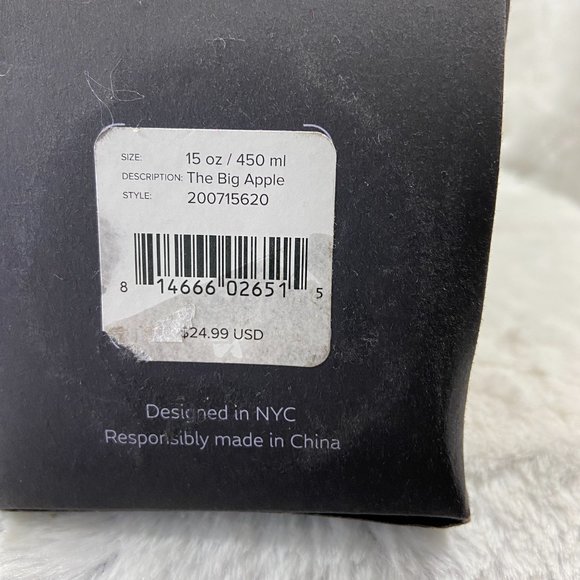 SIZE: 15 oz / 450 ml
DESCRIPTION: The Big Apple
STYLE: 200715620
8 14666 02651 5
$24.99 USD
Designed in NYC
Responsibly made in China